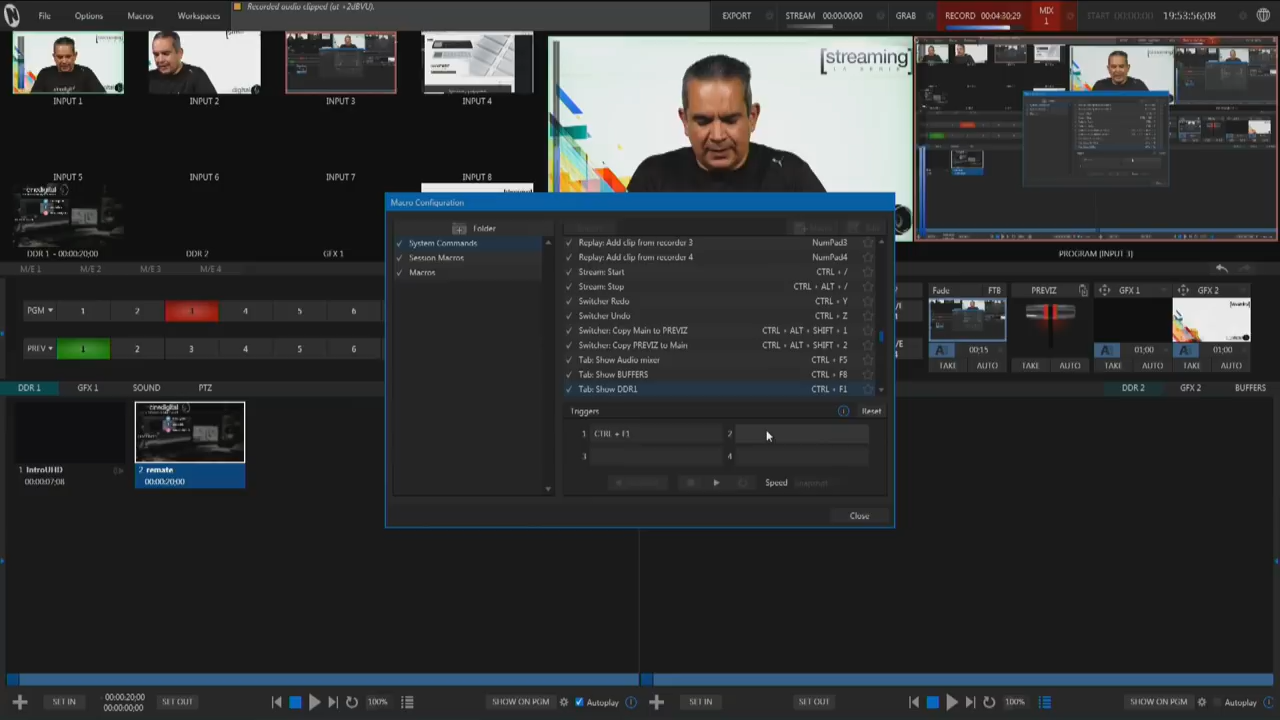 File Options Macros Workspaces
Recorded audio clipped (at +2dBVU).
EXPORT STREAM 00:00:00;00 GRAB RECORD 00:04:30;29 MIX 1 START 00:00:00;00 19:53:56;08
INPUT 1 INPUT 2 INPUT 3 INPUT 4
INPUT 5 INPUT 6 INPUT 7 INPUT 8
DDR 1 - 00:00:20;00 DDR 2 GFX 1
[streaming]
PROGRAM (INPUT 3)
M/E 1 M/E 2 M/E 3 M/E 4
PGM 1 2 3 4 5 6
PREV 1 2 3 4 5 6
Fade FTB PREVIZ GFX 1 GFX 2
00;15 01;00 01;00
TAKE AUTO TAKE AUTO TAKE AUTO TAKE AUTO
DDR 1 GFX 1 SOUND PTZ
DDR 2 GFX 2 BUFFERS
cinedigital
1 IntroUHD
00:00:07;08
2 remate
00:00:20;00
Macro Configuration
Folder
System Commands
Session Macros
Macros
Replay: Add clip from recorder 3 NumPad3
Replay: Add clip from recorder 4 NumPad4
Stream: Start CTRL + /
Stream: Stop CTRL + ALT + /
Switcher Redo CTRL + Y
Switcher Undo CTRL + Z
Switcher: Copy Main to PREVIZ CTRL + ALT + SHIFT + 1
Switcher: Copy PREVIZ to Main CTRL + ALT + SHIFT + 2
Tab: Show Audio mixer CTRL + F5
Tab: Show BUFFERS CTRL + F8
Tab: Show DDR1 CTRL + F1
Triggers Reset
1 CTRL + F1 2
3 4
Speed
Close
SET IN 00:00:20;00 SET OUT 100% SHOW ON PGM Autoplay
00:00:00;00
SET IN SET OUT 100% SHOW ON PGM Autoplay